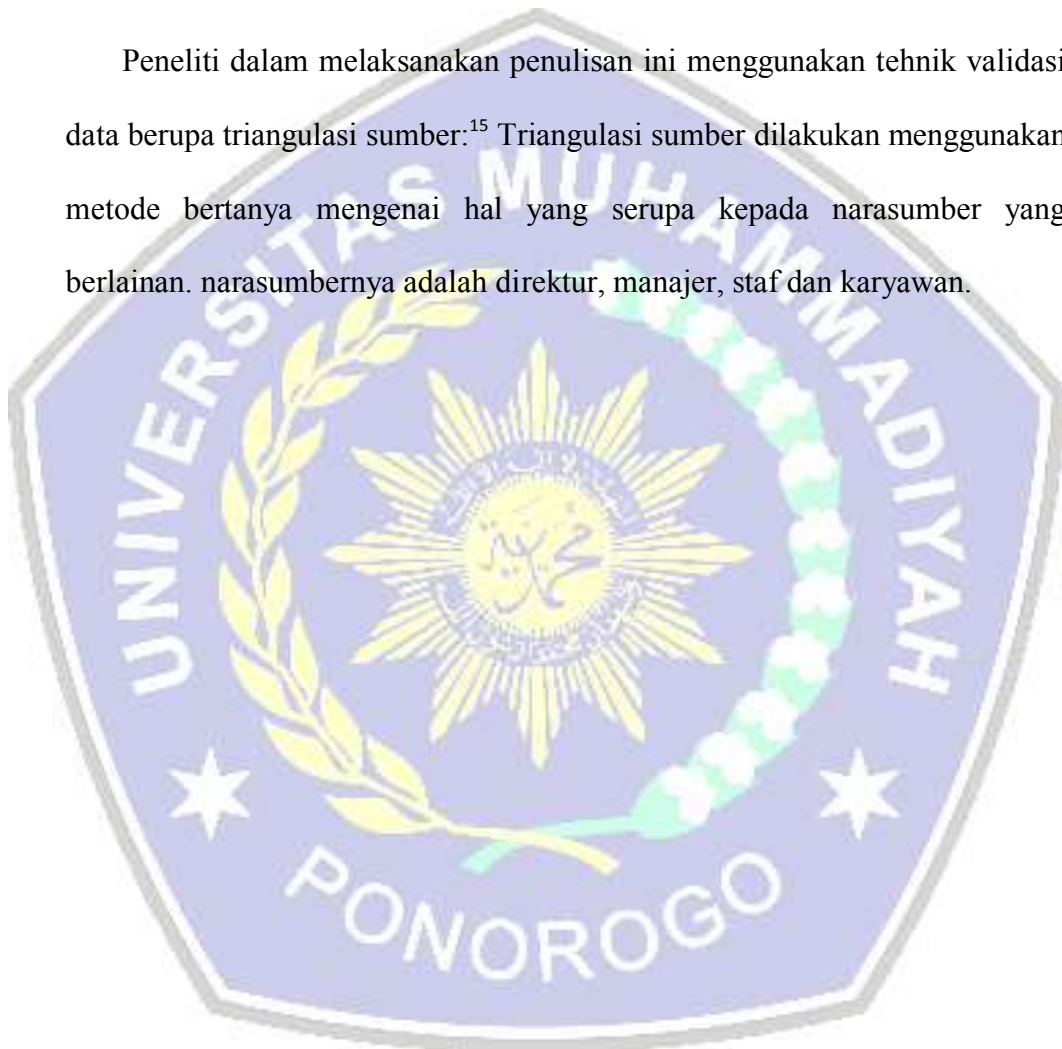 Peneliti dalam melaksanakan penulisan ini menggunakan tehnik validasi
data berupa triangulasi sumber:¹⁵ Triangulasi sumber dilakukan menggunakan
metode bertanya mengenai hal yang serupa kepada narasumber yang
berlainan. narasumbernya adalah direktur, manajer, staf dan karyawan.
UNIVERSITAS MUHAMMADIYAH
PONOROGO